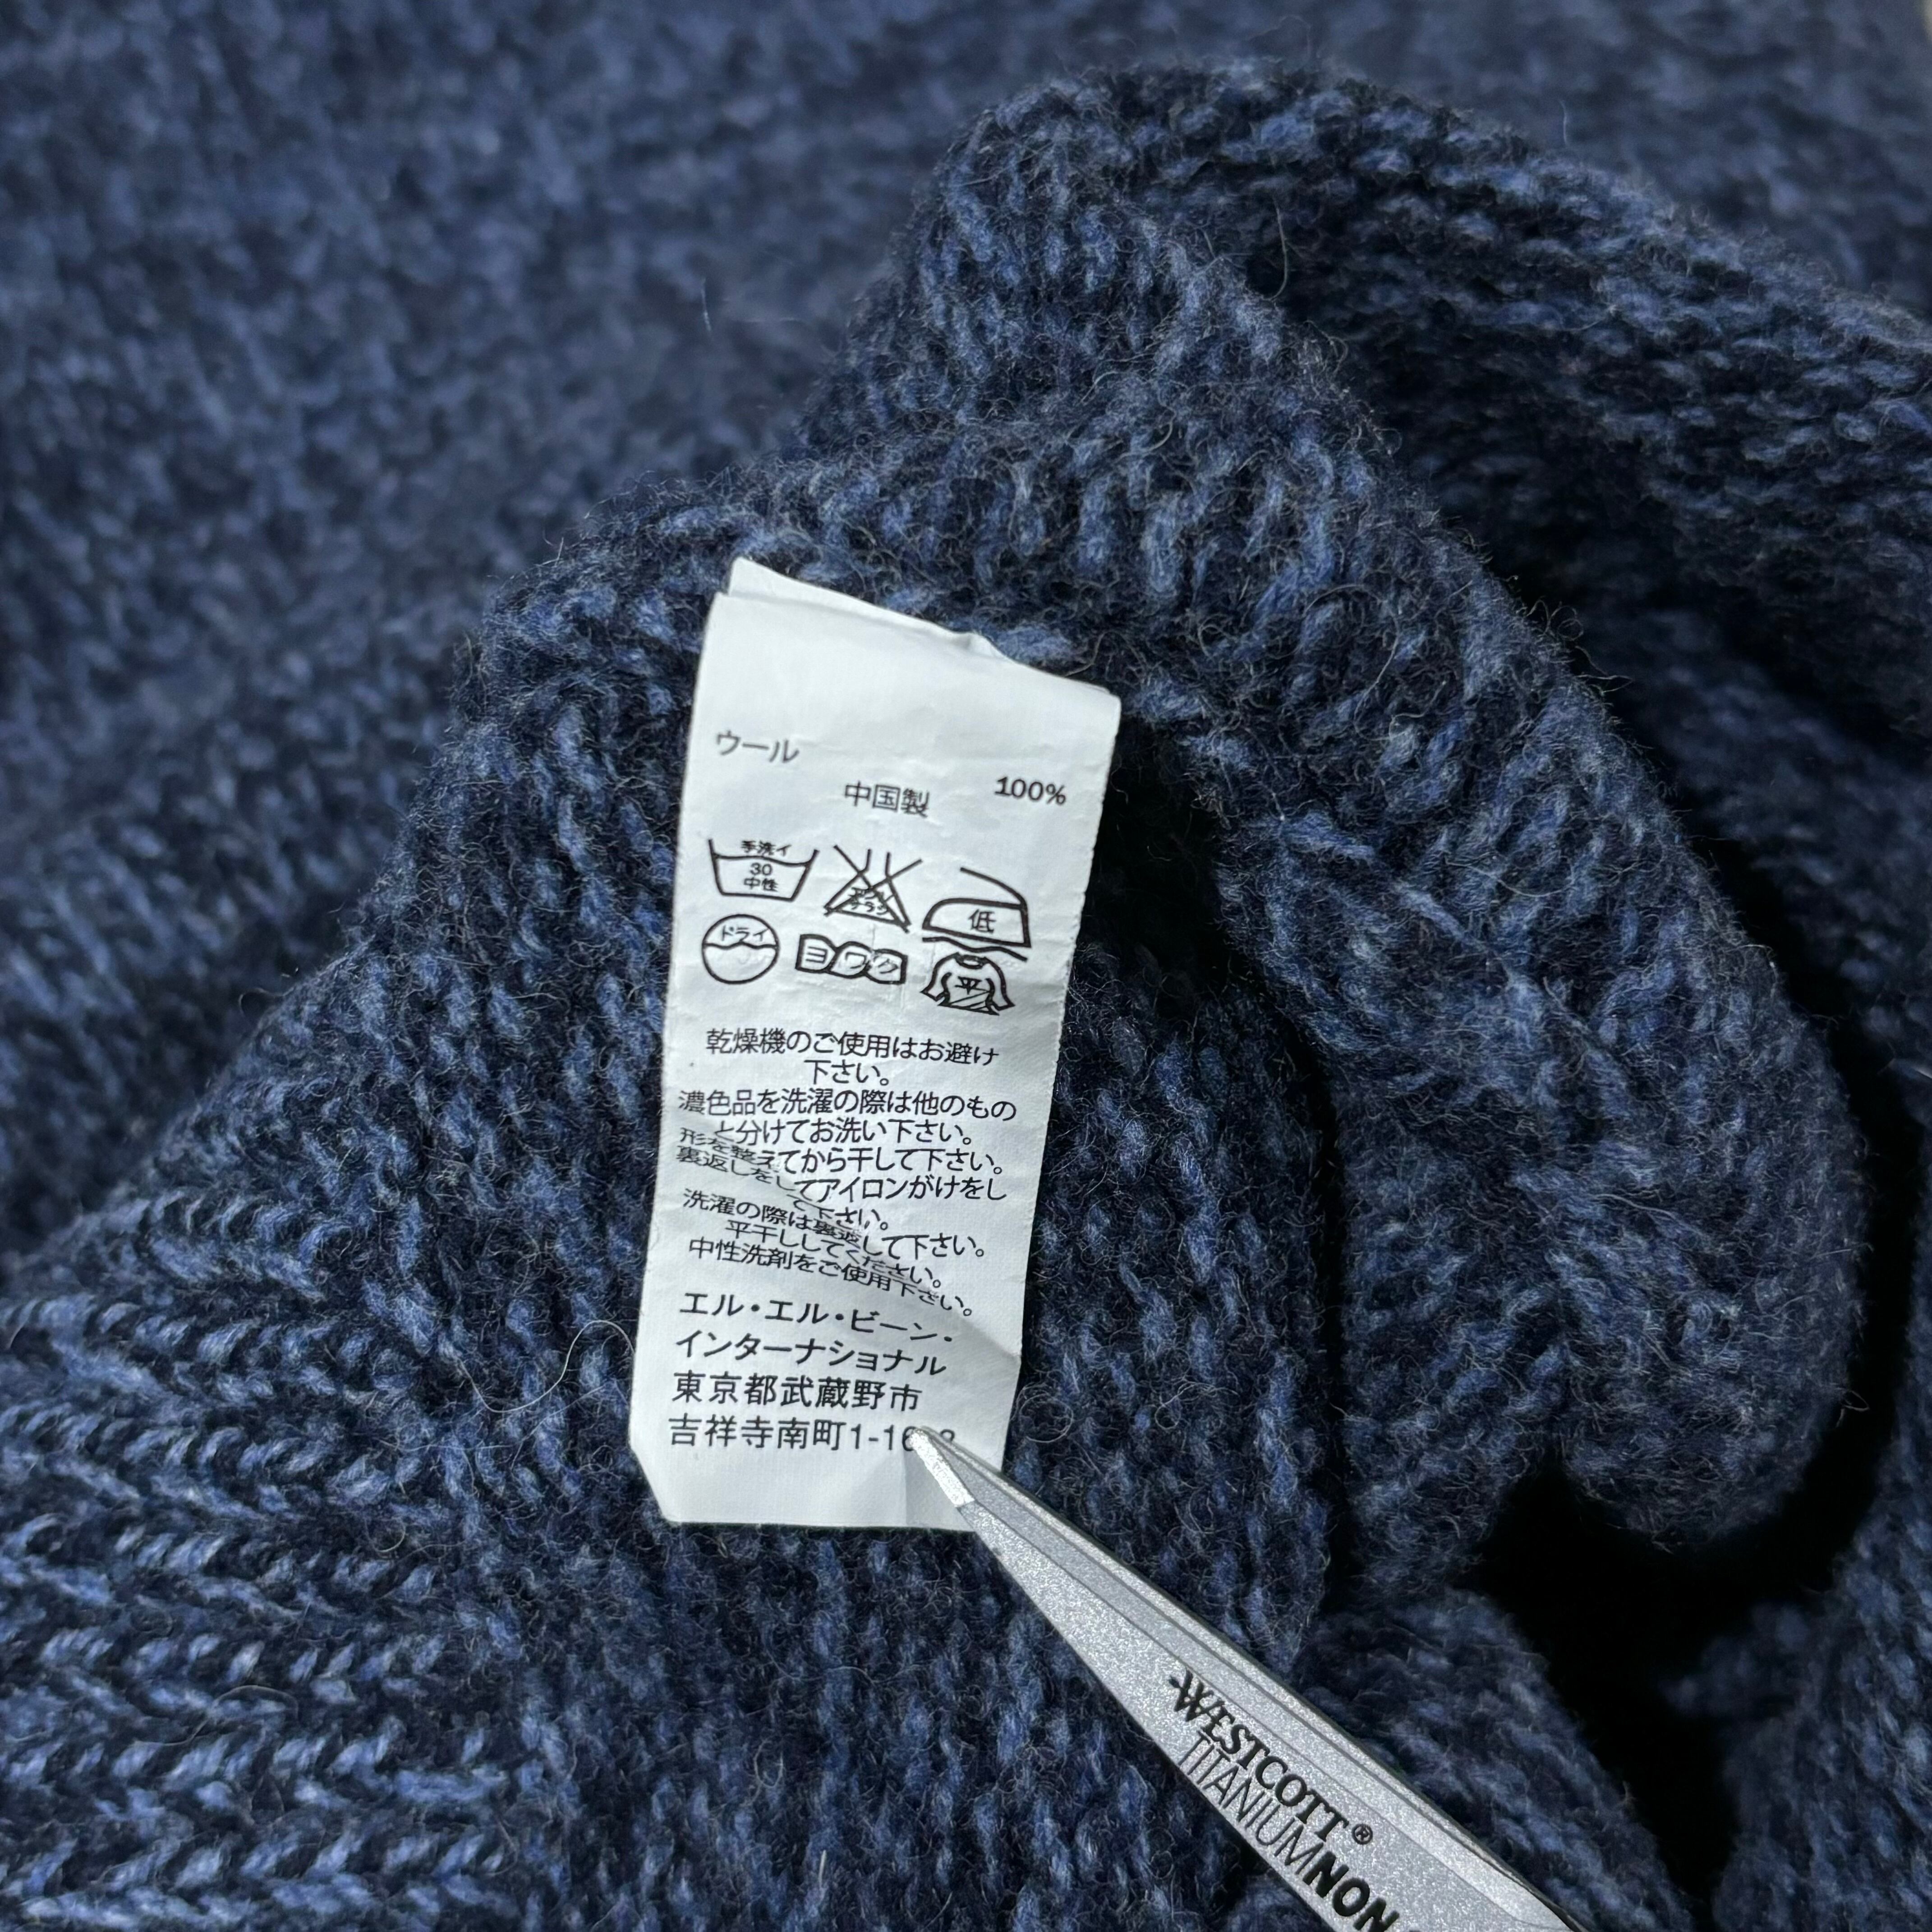 ウール
100%
中国製
手洗イ
30
中性
低
ドライ
ヨワク
平
乾燥機のご使用はお避け
下さい。
濃色品を洗濯の際は他のもの
と分けてお洗い下さい。
形を整えてから干して下さい。
裏返しをしてアイロンがけをし
て下さい。
洗濯の際は裏返して下さい。
平干ししてください。
中性洗剤をご使用下さい。
エル・エル・ビーン・
インターナショナル
東京都武蔵野市
吉祥寺南町
WESTCOTT®
TITANIUMNON